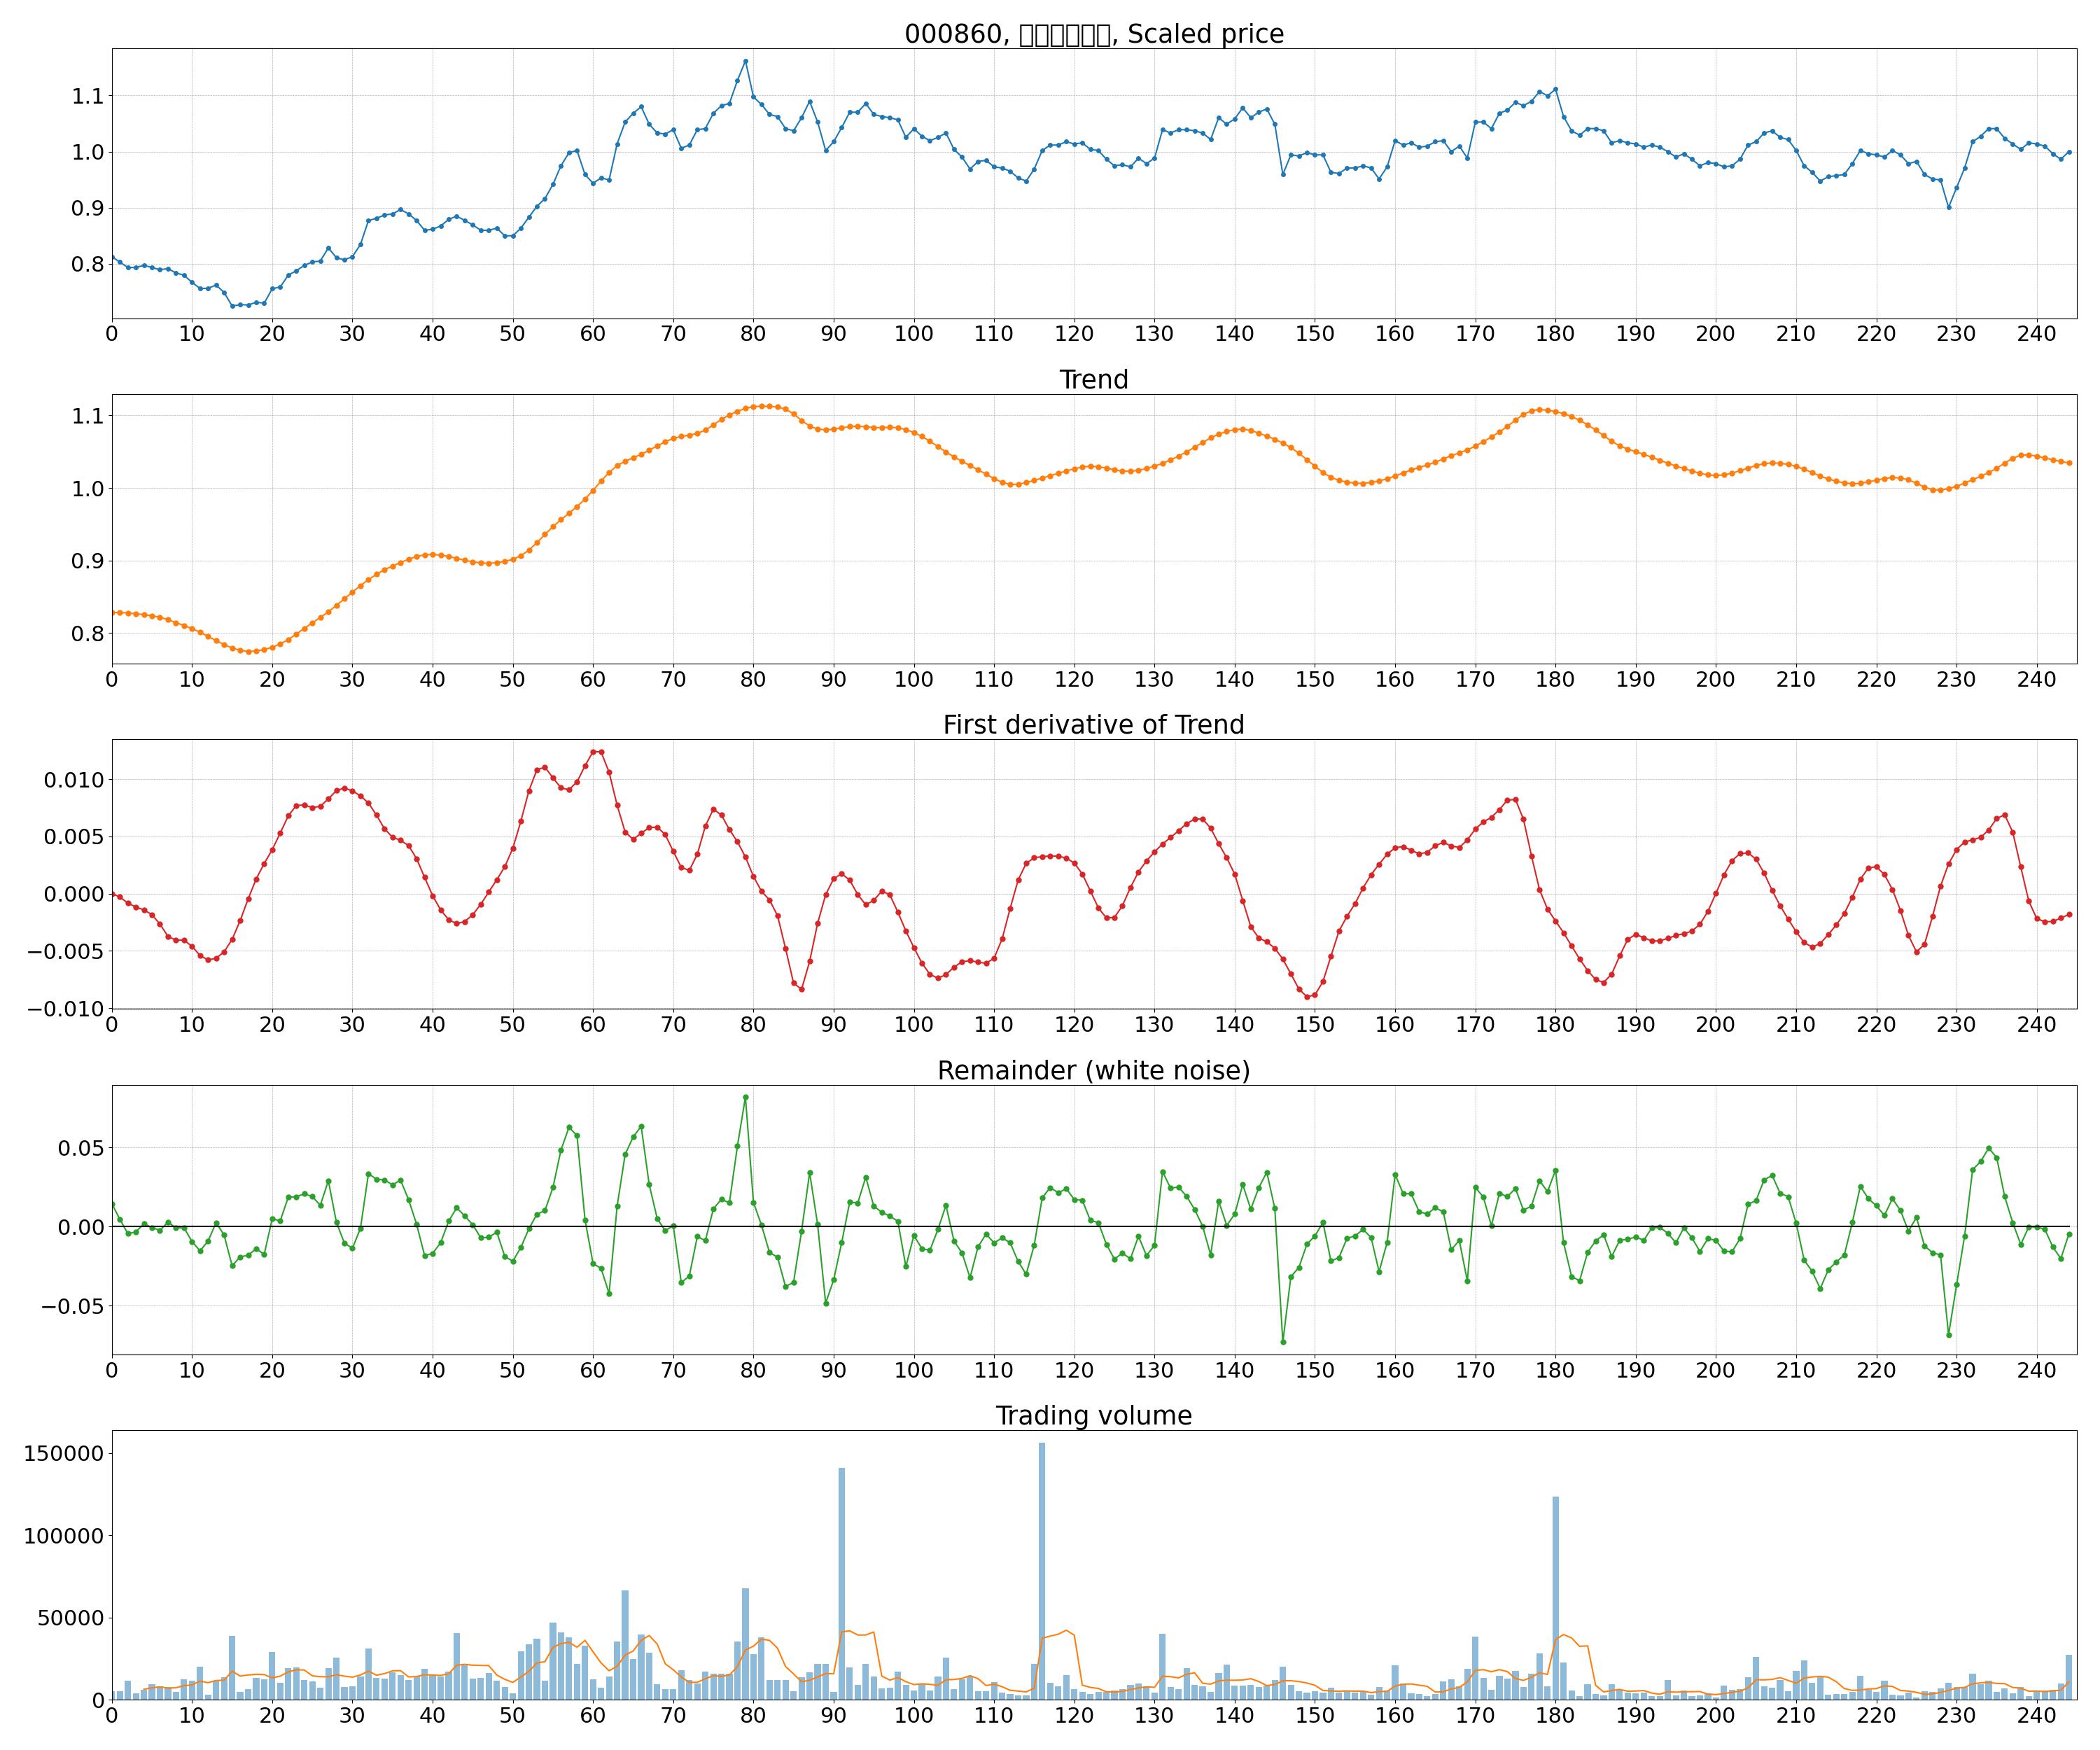 000860, □□□□□□, Scaled price
1.1
1.0
0.9
0.8
0 10 20 30 40 50 60 70 80 90 100 110 120 130 140 150 160 170 180 190 200 210 220 230 240
Trend
1.1
1.0
0.9
0.8
0 10 20 30 40 50 60 70 80 90 100 110 120 130 140 150 160 170 180 190 200 210 220 230 240
First derivative of Trend
0.010
0.005
0.000
−0.005
−0.010
0 10 20 30 40 50 60 70 80 90 100 110 120 130 140 150 160 170 180 190 200 210 220 230 240
Remainder (white noise)
0.05
0.00
−0.05
0 10 20 30 40 50 60 70 80 90 100 110 120 130 140 150 160 170 180 190 200 210 220 230 240
Trading volume
150000
100000
50000
0
0 10 20 30 40 50 60 70 80 90 100 110 120 130 140 150 160 170 180 190 200 210 220 230 240